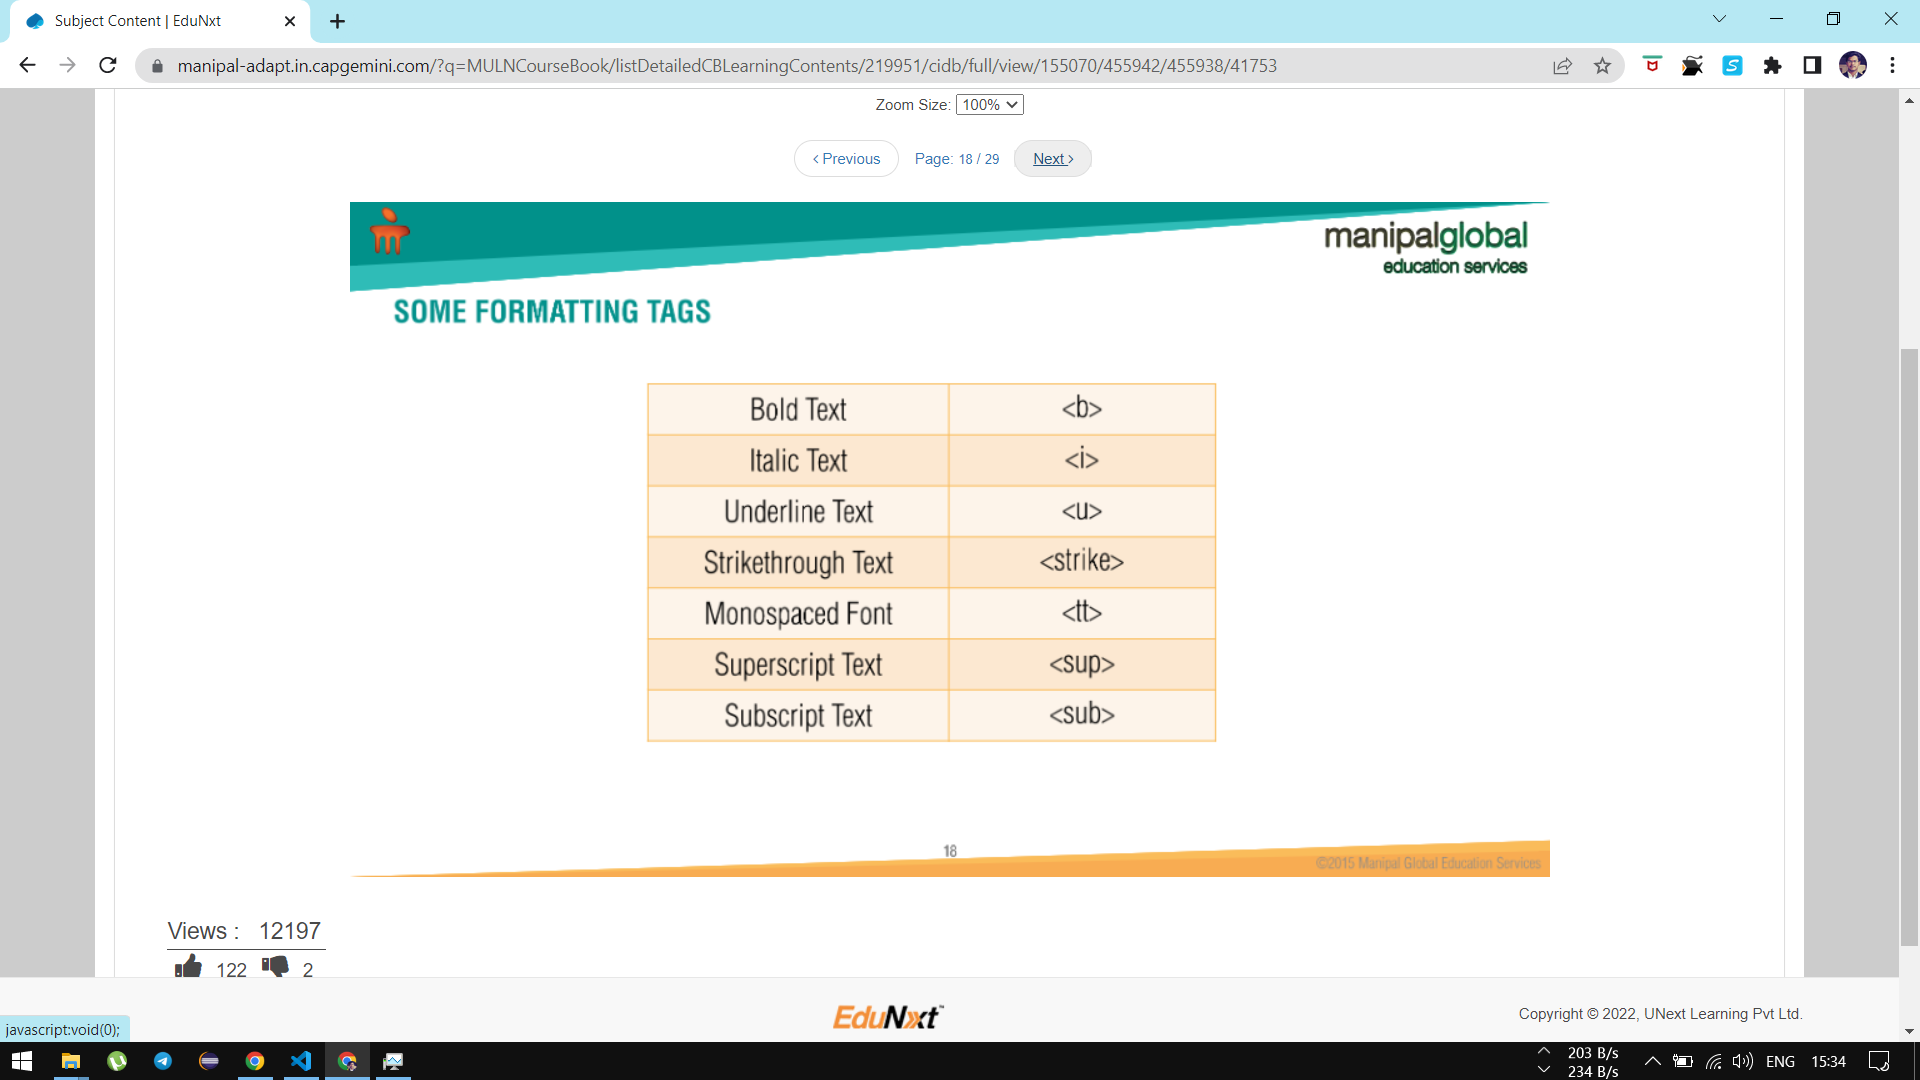 Subject Content | EduNxt
manipal-adapt.in.capgemini.com/?q=MULNCourseBook/listDetailedCBLearningContents/219951/cidb/full/view/155070/455942/455938/41753
Zoom Size: 100%
‹ Previous Page: 18 / 29 Next ›
manipalglobal
education services
SOME FORMATTING TAGS
Bold Text <b>
Italic Text <i>
Underline Text <u>
Strikethrough Text <strike>
Monospaced Font <tt>
Superscript Text <sup>
Subscript Text <sub>
18
©2015 Manipal Global Education Services
Views : 12197
122 2
EduNxt™
Copyright © 2022, UNext Learning Pvt Ltd.
javascript:void(0);
203 B/s
234 B/s
ENG 15:34